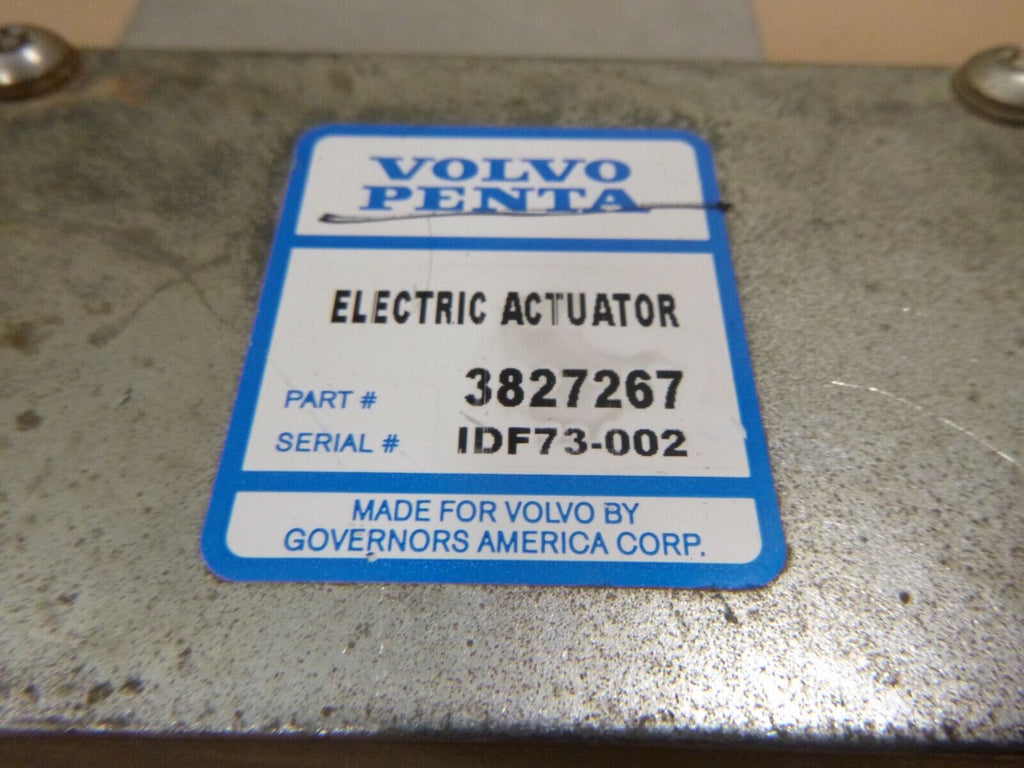 VOLVO
PENTA
ELECTRIC ACTUATOR
PART # 3827267
SERIAL # IDF73-002
MADE FOR VOLVO BY
GOVERNORS AMERICA CORP.